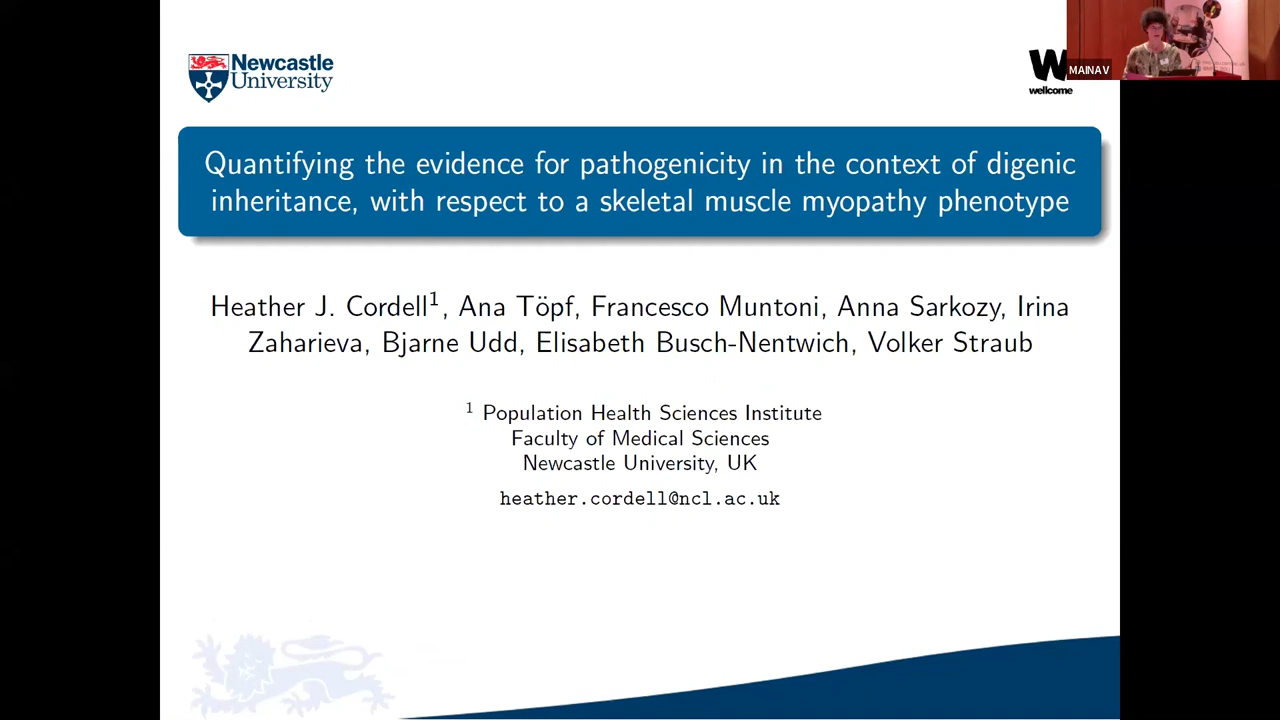 Newcastle
University
W
wellcome
MAINAV
Quantifying the evidence for pathogenicity in the context of digenic
inheritance, with respect to a skeletal muscle myopathy phenotype
Heather J. Cordell1, Ana Töpf, Francesco Muntoni, Anna Sarkozy, Irina
Zaharieva, Bjarne Udd, Elisabeth Busch-Nentwich, Volker Straub
1 Population Health Sciences Institute
Faculty of Medical Sciences
Newcastle University, UK
heather.cordell@ncl.ac.uk